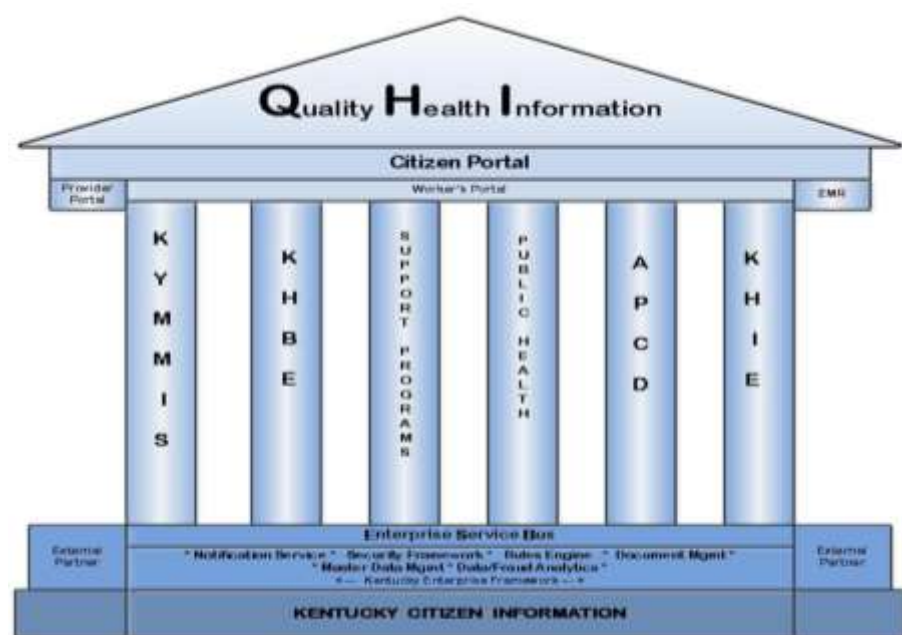 Quality Health Information
Citizen Portal
Provider Portal
Worker's Portal
EMR
KYMMIS
KHBE
SUPPORT PROGRAMS
PUBLIC HEALTH
APCD
KHIE
External Partner
Enterprise Service Bus
* Notification Service * Security Framework * Rules Engine * Document Mgmt *
* Master Data Mgmt * Data/Fraud Analytics *
<--- Kentucky Enterprise Framework --->
External Partner
KENTUCKY CITIZEN INFORMATION